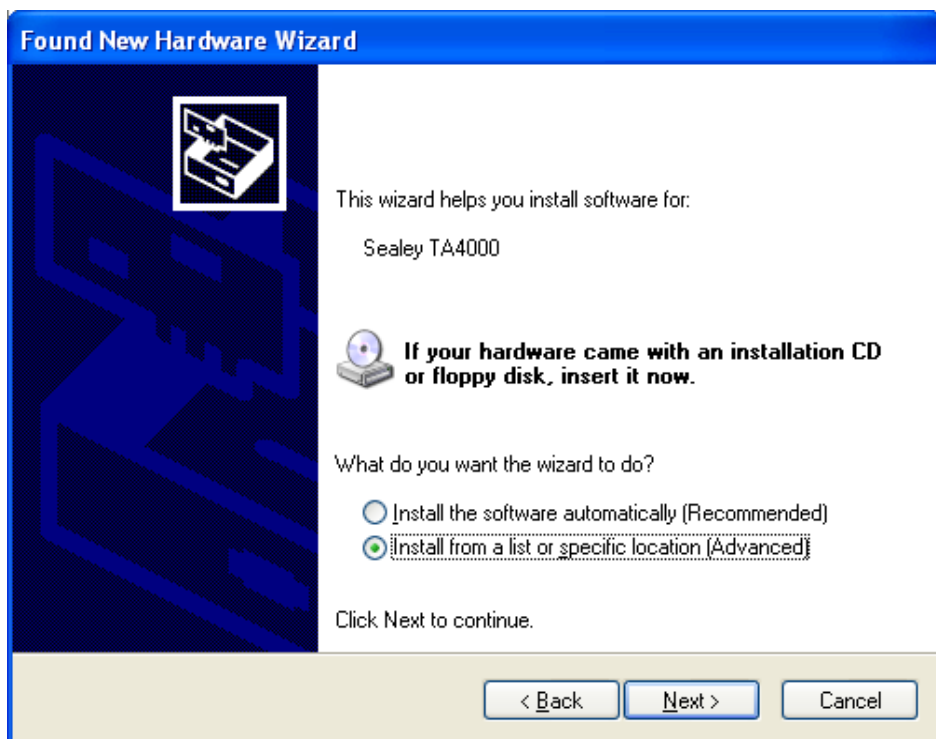 Found New Hardware Wizard
This wizard helps you install software for:
Sealey TA4000
If your hardware came with an installation CD
or floppy disk, insert it now.
What do you want the wizard to do?
Install the software automatically (Recommended)
Install from a list or specific location (Advanced)
Click Next to continue.
< Back
Next >
Cancel